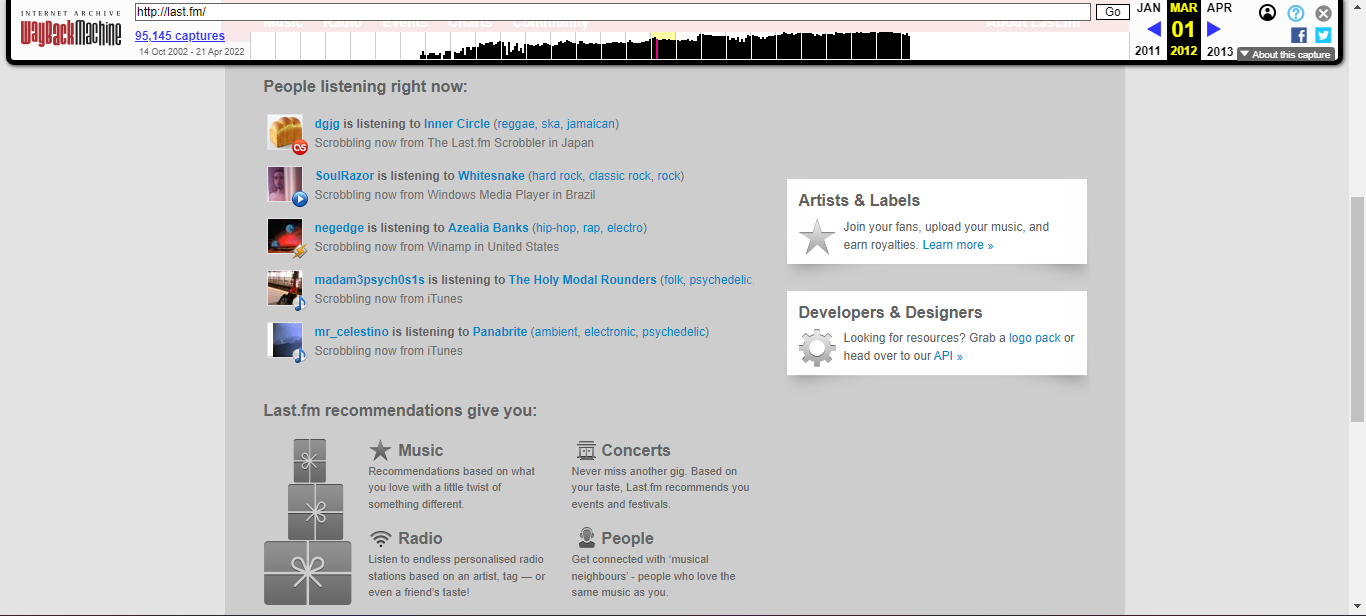 INTERNET ARCHIVE
WayBackMachine
http://last.fm/
Go
95,145 captures
14 Oct 2002 - 21 Apr 2022
JAN MAR APR
01
2011 2012 2013
About this capture
Music Radio Events Charts Community
About Last.fm
People listening right now:
dgjg is listening to Inner Circle (reggae, ska, jamaican)
Scrobbling now from The Last.fm Scrobbler in Japan
SoulRazor is listening to Whitesnake (hard rock, classic rock, rock)
Scrobbling now from Windows Media Player in Brazil
negedge is listening to Azealia Banks (hip-hop, rap, electro)
Scrobbling now from Winamp in United States
madam3psych0s1s is listening to The Holy Modal Rounders (folk, psychedelic
Scrobbling now from iTunes
mr_celestino is listening to Panabrite (ambient, electronic, psychedelic)
Scrobbling now from iTunes
Artists & Labels
Join your fans, upload your music, and
earn royalties. Learn more »
Developers & Designers
Looking for resources? Grab a logo pack or
head over to our API »
Last.fm recommendations give you:
Music
Recommendations based on what
you love with a little twist of
something different.
Concerts
Never miss another gig. Based on
your taste, Last.fm recommends you
events and festivals.
Radio
Listen to endless personalised radio
stations based on an artist, tag — or
even a friend's taste!
People
Get connected with ‘musical
neighbours’ - people who love the
same music as you.